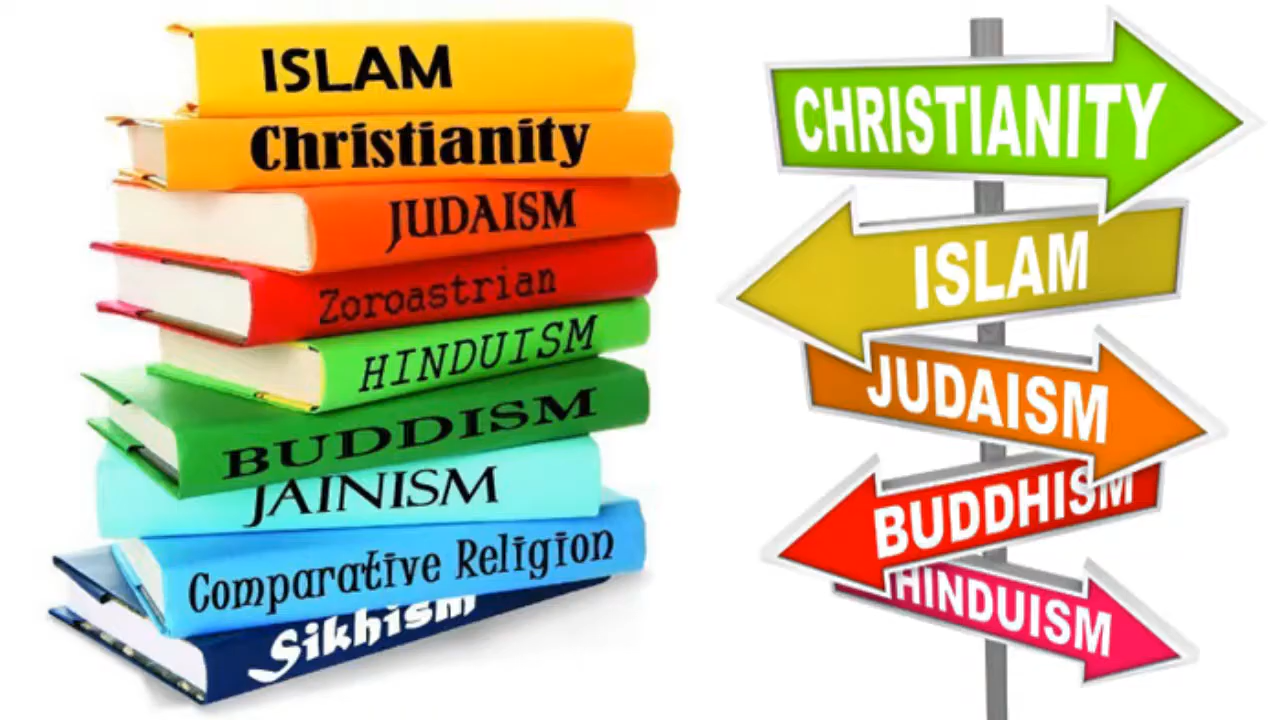 ISLAM
Christianity
JUDAISM
Zoroastrian
HINDUISM
BUDDISM
JAINISM
Comparative Religion
Sikhism
CHRISTIANITY
ISLAM
JUDAISM
BUDDHISM
HINDUISM